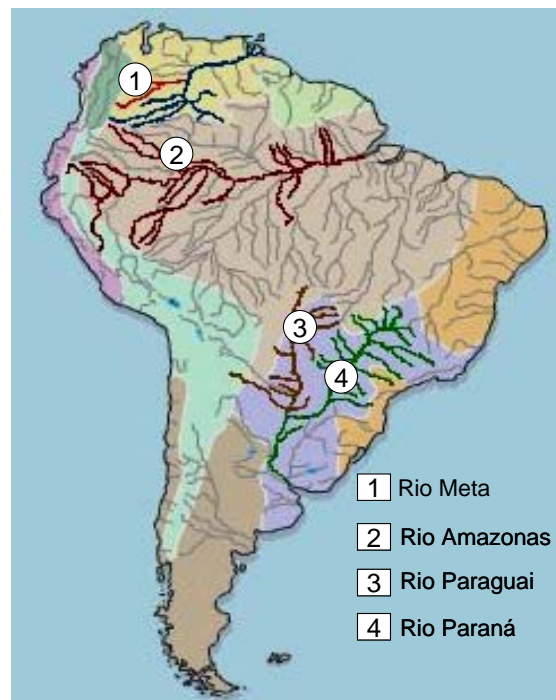 1
2
3
4
1 Rio Meta
2 Rio Amazonas
3 Rio Paraguai
4 Rio Paraná